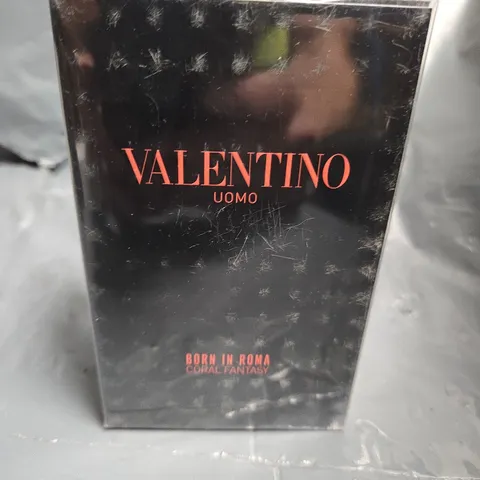 VALENTINO
UOMO
BORN IN ROMA
CORAL FANTASY